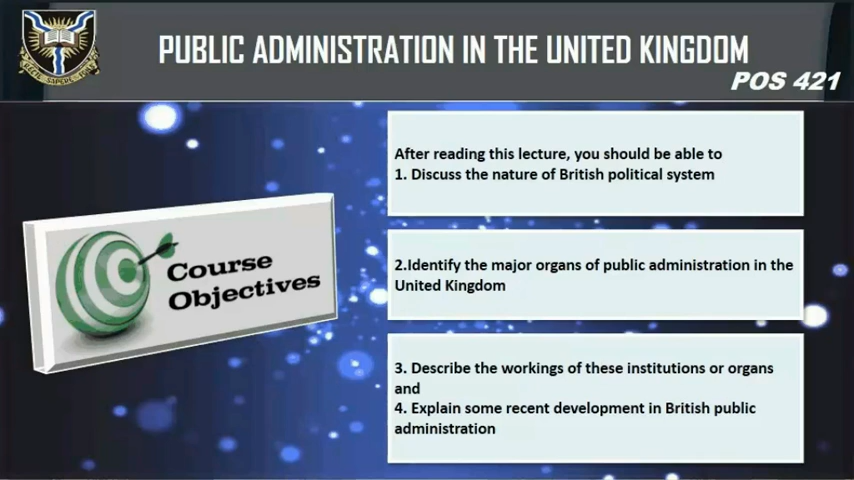 PUBLIC ADMINISTRATION IN THE UNITED KINGDOM
POS 421
After reading this lecture, you should be able to
1. Discuss the nature of British political system
Course
Objectives
2.Identify the major organs of public administration in the
United Kingdom
3. Describe the workings of these institutions or organs
and
4. Explain some recent development in British public
administration